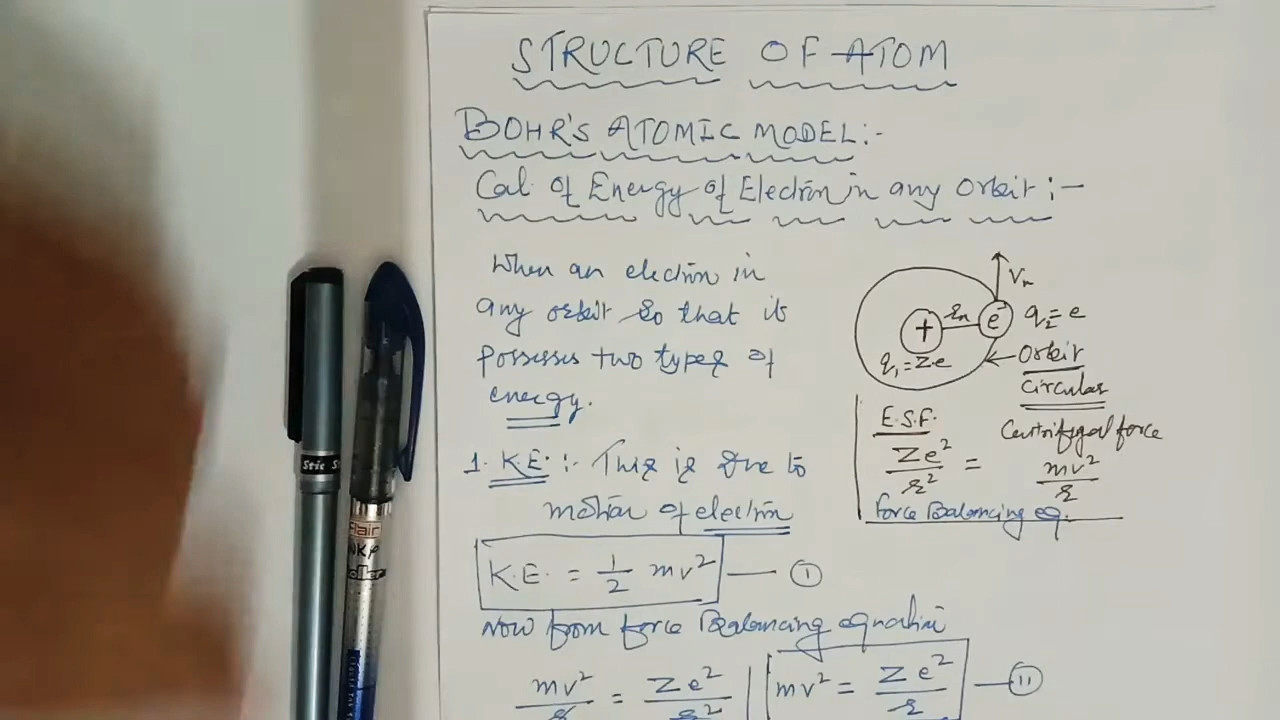 STRUCTURE OF ATOM
BOHR'S ATOMIC MODEL:-
Cal. of Energy of Electron in any Orbit :-
When an electron in
any orbit so that it
possesses two types of
energy.
1. K.E. :- This is due to
motion of electron
K.E. = 1/2 mv² — (I)
Now from force Balancing equation
mv²/r = Ze²/r² | mv² = Ze²/r — (II)
Vn
+ rn e⁻ q₂ = e
q₁ = Z.e
← Orbit
Circular
E.S.F. Centrifugal force
Ze²/r² = mv²/r
Force Balancing eq.
Stic
Flair